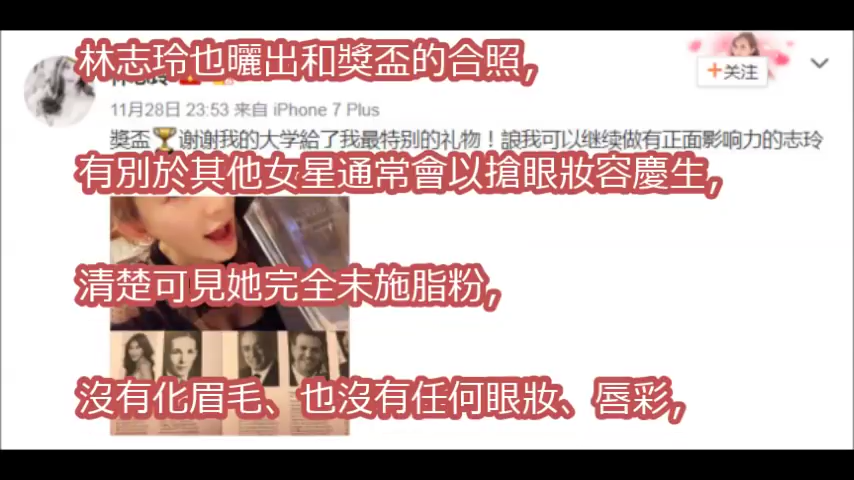 林志玲也曬出和獎盃的合照，
+关注
11月28日 23:53 来自 iPhone 7 Plus
獎盃🏆谢谢我的大学給了我最特別的礼物！誏我可以继续做有正面影响力的志玲
有別於其他女星通常會以搶眼妝容慶生，
清楚可見她完全未施脂粉，
沒有化眉毛、也沒有任何眼妝、唇彩，